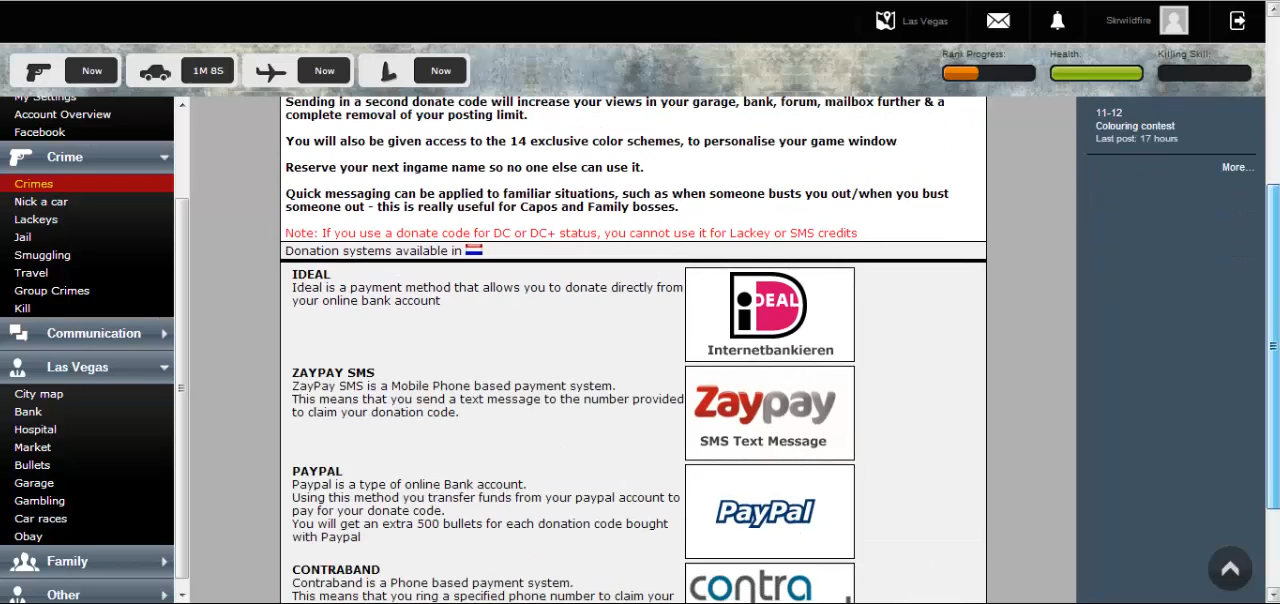 Las Vegas
Skrwildfire
Now
1M 8S
Now
Now
Rank Progress:
Health:
Killing Skill:
My Settings
Account Overview
Facebook
Crime
Crimes
Nick a car
Lackeys
Jail
Smuggling
Travel
Group Crimes
Kill
Communication
Las Vegas
City map
Bank
Hospital
Market
Bullets
Garage
Gambling
Car races
Obay
Family
Other
Sending in a second donate code will increase your views in your garage, bank, forum, mailbox further & a
complete removal of your posting limit.
You will also be given access to the 14 exclusive color schemes, to personalise your game window
Reserve your next ingame name so no one else can use it.
Quick messaging can be applied to familiar situations, such as when someone busts you out/when you bust
someone out - this is really useful for Capos and Family bosses.
Note: If you use a donate code for DC or DC+ status, you cannot use it for Lackey or SMS credits
Donation systems available in
IDEAL
Ideal is a payment method that allows you to donate directly from
your online bank account
iDEAL
Internetbankieren
ZAYPAY SMS
ZayPay SMS is a Mobile Phone based payment system.
This means that you send a text message to the number provided
to claim your donation code.
Zaypay
SMS Text Message
PAYPAL
Paypal is a type of online Bank account.
Using this method you transfer funds from your paypal account to
pay for your donate code.
You will get an extra 500 bullets for each donation code bought
with Paypal
PayPal
CONTRABAND
Contraband is a Phone based payment system.
This means that you ring a specified phone number to claim your
contra
11-12
Colouring contest
Last post: 17 hours
More...